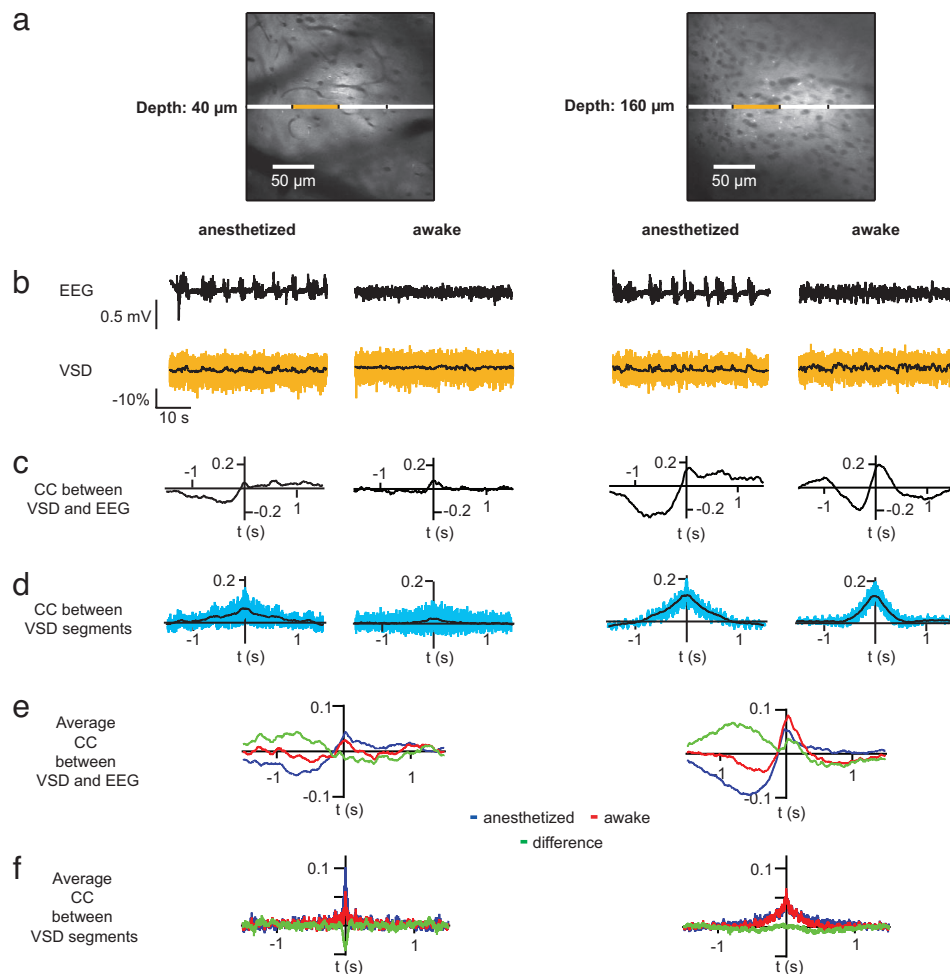 a
Depth: 40 µm
50 µm
Depth: 160 µm
50 µm
anesthetized
awake
anesthetized
awake
b
EEG
0.5 mV
VSD
-10%
10 s
c
CC between
VSD and EEG
-1
0.2
-0.2
1
t (s)
-1
0.2
-0.2
1
t (s)
-1
0.2
-0.2
1
t (s)
-1
0.2
-0.2
1
t (s)
d
CC between
VSD segments
0.2
-1
1
t (s)
0.2
-1
1
t (s)
0.2
-1
1
t (s)
0.2
-1
1
t (s)
e
Average
CC
between
VSD and EEG
0.1
-1
1
-0.1
t (s)
0.1
-1
1
-0.1
t (s)
anesthetized
awake
difference
f
Average
CC
between
VSD segments
0.1
-1
1
t (s)
0.1
-1
1
t (s)